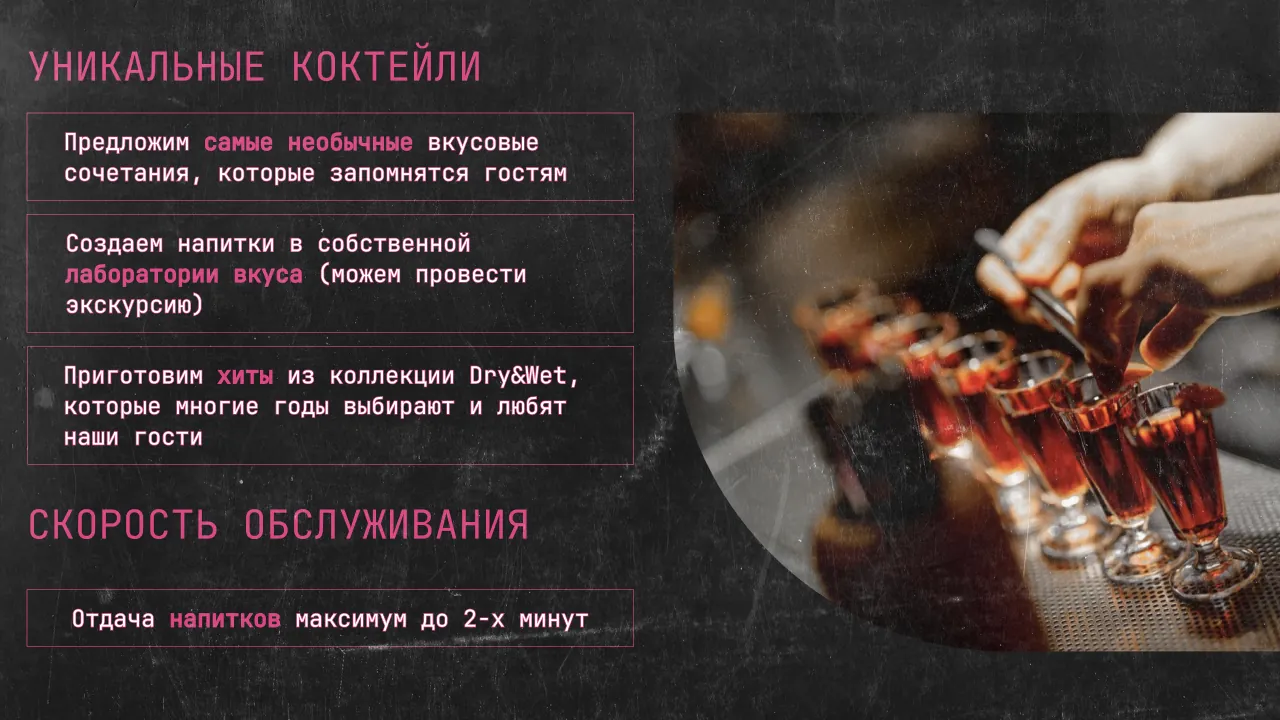 УНИКАЛЬНЫЕ КОКТЕЙЛИ
Предложим самые необычные вкусовые
сочетания, которые запомнятся гостям
Создаем напитки в собственной
лаборатории вкуса (можем провести
экскурсию)
Приготовим хиты из коллекции Dry&Wet,
которые многие годы выбирают и любят
наши гости
СКОРОСТЬ ОБСЛУЖИВАНИЯ
Отдача напитков максимум до 2-х минут